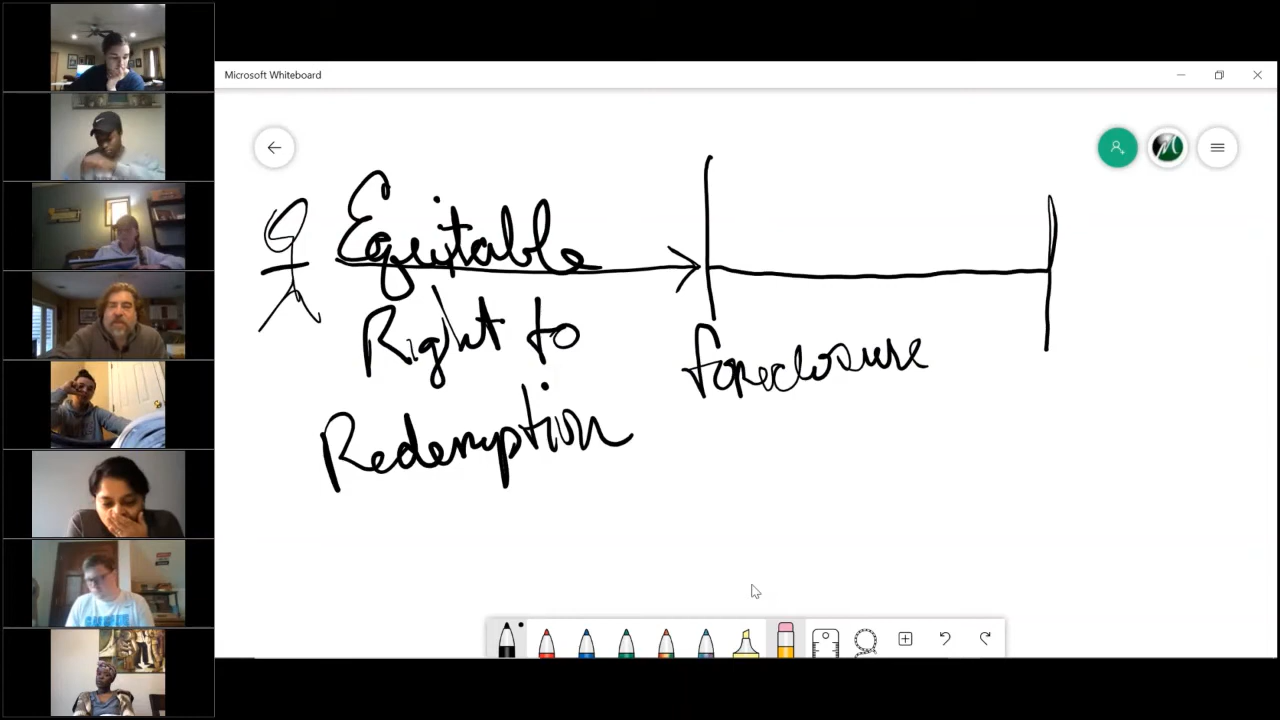 Microsoft Whiteboard
Equitable
Right to
Redemption
foreclosure